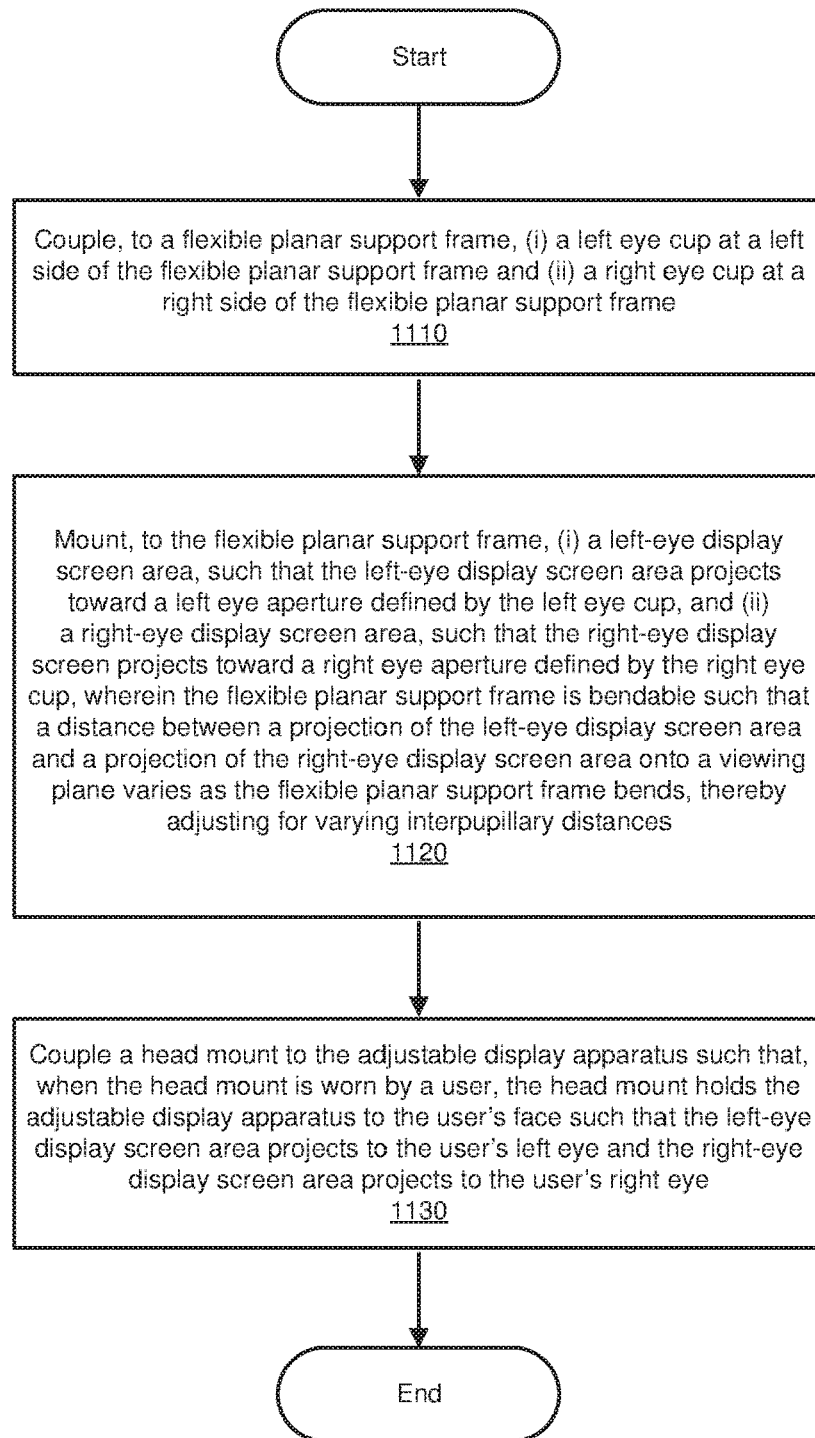 Start
Couple, to a flexible planar support frame, (i) a left eye cup at a left
side of the flexible planar support frame and (ii) a right eye cup at a
right side of the flexible planar support frame
1110
Mount, to the flexible planar support frame, (i) a left-eye display
screen area, such that the left-eye display screen area projects
toward a left eye aperture defined by the left eye cup, and (ii)
a right-eye display screen area, such that the right-eye display
screen projects toward a right eye aperture defined by the right eye
cup, wherein the flexible planar support frame is bendable such that
a distance between a projection of the left-eye display screen area
and a projection of the right-eye display screen area onto a viewing
plane varies as the flexible planar support frame bends, thereby
adjusting for varying interpupillary distances
1120
Couple a head mount to the adjustable display apparatus such that,
when the head mount is worn by a user, the head mount holds the
adjustable display apparatus to the user's face such that the left-eye
display screen area projects to the user's left eye and the right-eye
display screen area projects to the user's right eye
1130
End